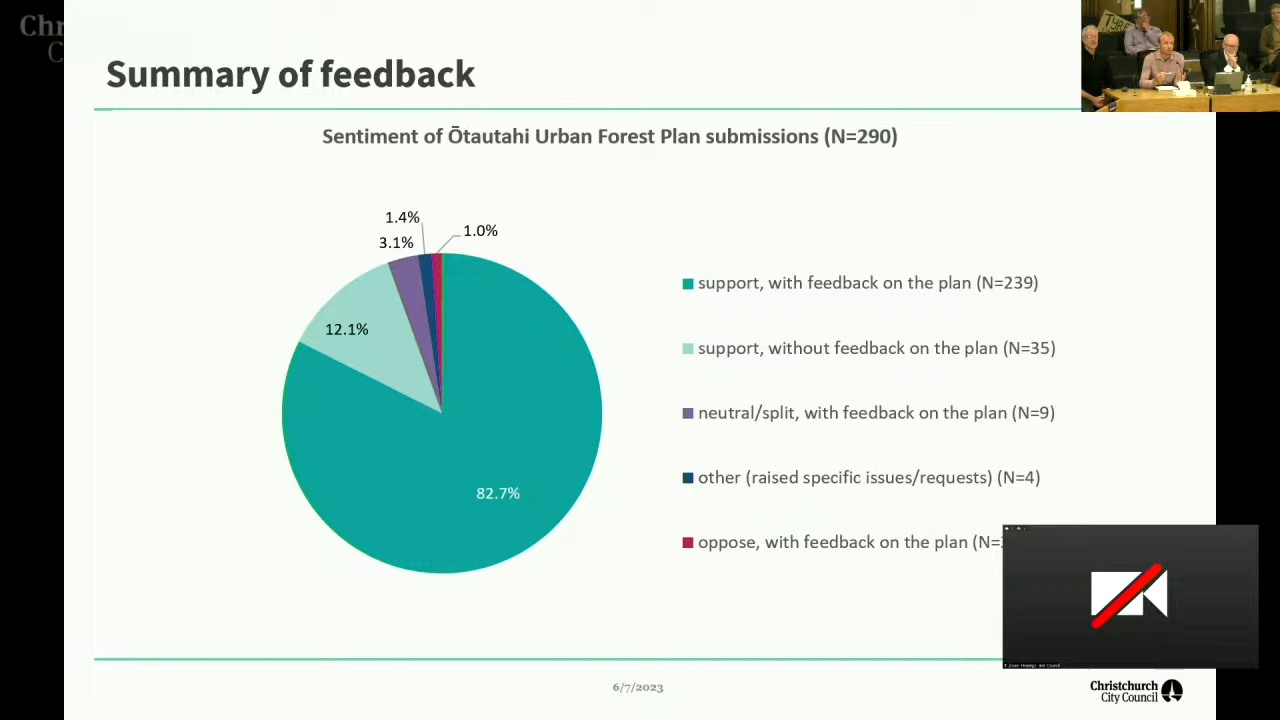 Summary of feedback
Sentiment of Ōtautahi Urban Forest Plan submissions (N=290)
1.4%
1.0%
3.1%
12.1%
82.7%
support, with feedback on the plan (N=239)
support, without feedback on the plan (N=35)
neutral/split, with feedback on the plan (N=9)
other (raised specific issues/requests) (N=4)
oppose, with feedback on the plan (N=
6/7/2023
Christchurch
City Council